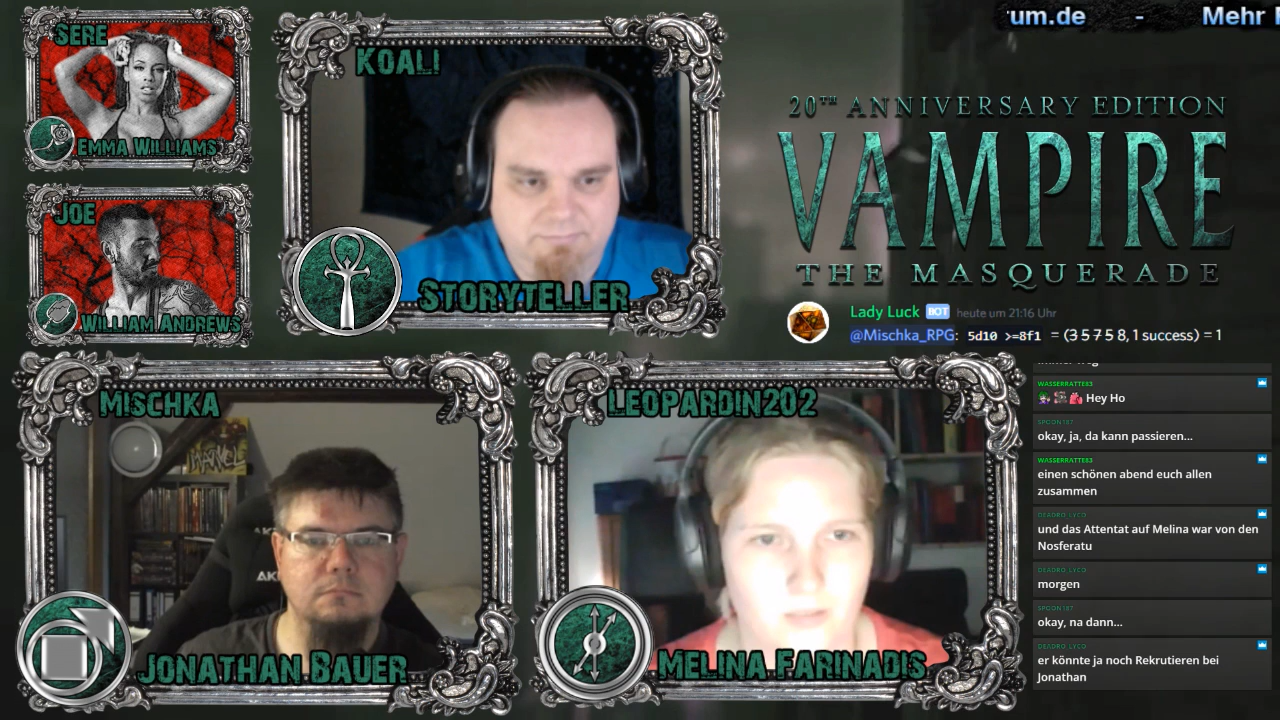 um.de - Mehr
SERE
EMMA WILLIAMS
JOE
WILLIAM ANDREWS
KOALI
STORYTELLER
20TH ANNIVERSARY EDITION
VAMPIRE
THE MASQUERADE
Lady Luck BOT heute um 21:16 Uhr
@Mischka_RPG: 5d10 >=8f1 = (3 5 7 5 8, 1 success) = 1
MISCHKA
JONATHAN BAUER
LEOPARDIN202
MELINA FARINADIS
WASSERRATTE83
Hey Ho
SPOON187
okay, ja, da kann passieren...
WASSERRATTE83
einen schönen abend euch allen
zusammen
DEADRO_LYCO
und das Attentat auf Melina war von den
Nosferatu
DEADRO_LYCO
morgen
SPOON187
okay, na dann...
DEADRO_LYCO
er könnte ja noch Rekrutieren bei
Jonathan